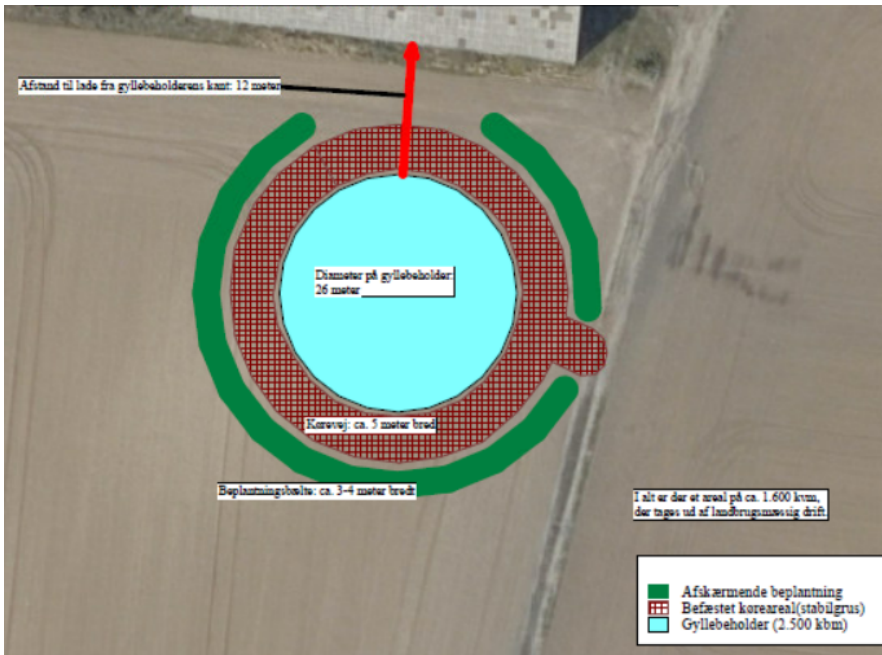 Afstand til lade fra gyllebeholderens kant: 12 meter
Diameter på gyllebeholder:
26 meter
Kørevej: ca. 5 meter bred
Beplantningsbælte: ca. 3-4 meter bredt
I alt er der et areal på ca. 1.600 kvm,
der tages ud af landbrugsmæssig drift.
Afskærmende beplantning
Befæstet køreareal(stabilgrus)
Gyllebeholder (2.500 kbm)